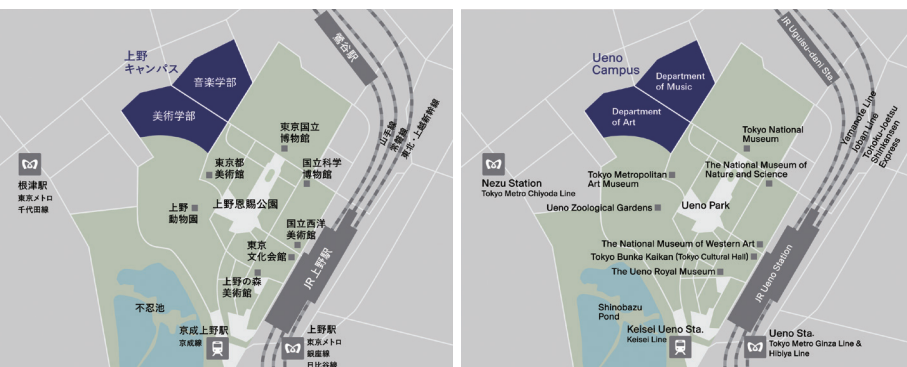 上野
キャンパス
音楽学部
美術学部
鶯谷駅
東京国立
博物館
山手線
常磐線
東北・上越新幹線
東京都
美術館
国立科学
博物館
根津駅
東京メトロ
千代田線
上野
動物園
上野恩賜公園
国立西洋
美術館
東京
文化会館
上野の森
美術館
JR上野駅
不忍池
京成上野駅
京成線
上野駅
東京メトロ
銀座線
日比谷線
Ueno
Campus
Department
of Music
Department
of Art
JR Uguisu-dani Sta.
Tokyo National
Museum
Yamanote Line
Joban Line
Tohoku-Joetsu
Shinkansen
Express
Nezu Station
Tokyo Metro Chiyoda Line
Tokyo Metropolitan
Art Museum
The National Museum of
Nature and Science
Ueno Zoological Gardens
Ueno Park
The National Museum of Western Art
Tokyo Bunka Kaikan (Tokyo Cultural Hall)
The Ueno Royal Museum
JR Ueno Station
Shinobazu
Pond
Keisei Ueno Sta.
Keisei Line
Ueno Sta.
Tokyo Metro Ginza Line &
Hibiya Line